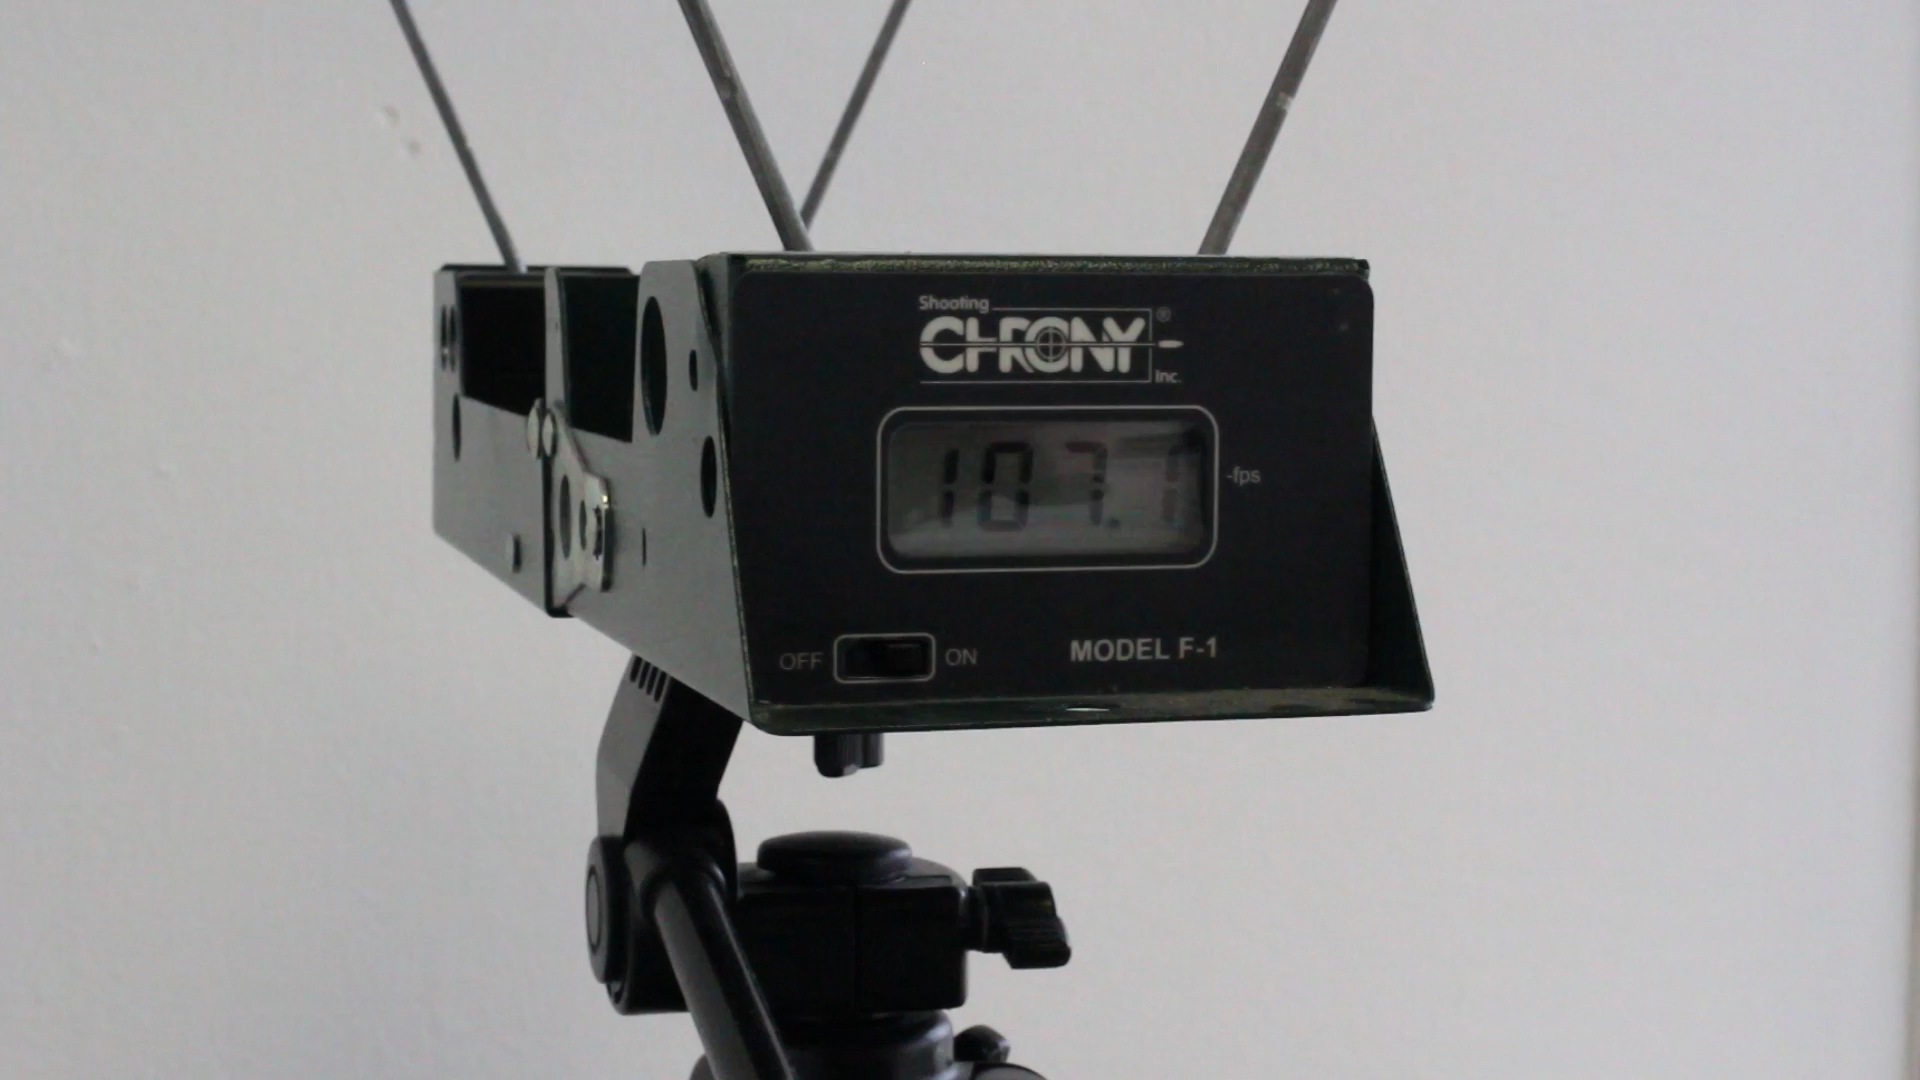 Shooting
CHRONY®
Inc.
107.1
-fps
OFF ON
MODEL F-1